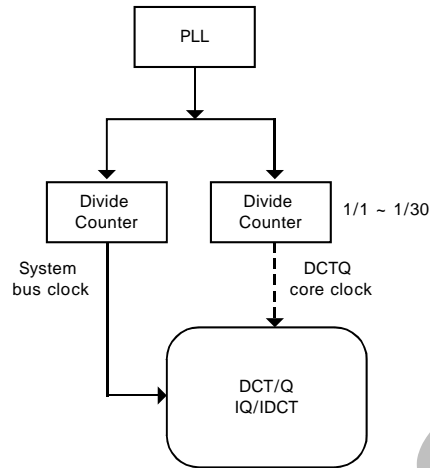 PLL
Divide
Counter
Divide
Counter
1/1 ~ 1/30
System
bus clock
DCTQ
core clock
DCT/Q
IQ/IDCT